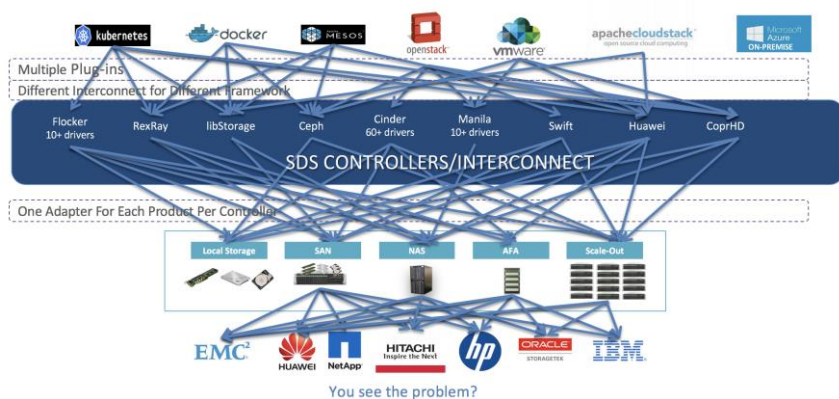 kubernetes
docker
MESOS
openstack
vmware
apachecloudstack
open source cloud computing
Microsoft
Azure
ON-PREMISE
Multiple Plug-ins
Different Interconnect for Different Framework
Flocker
10+ drivers
RexRay
libStorage
Ceph
Cinder
60+ drivers
Manila
10+ drivers
Swift
Huawei
CoprHD
SDS CONTROLLERS/INTERCONNECT
One Adapter For Each Product Per Controller
Local Storage
SAN
NAS
AFA
Scale-Out
EMC²
HUAWEI
NetApp
HITACHI
Inspire the Next
hp
ORACLE
STORAGETEK
IBM
You see the problem?